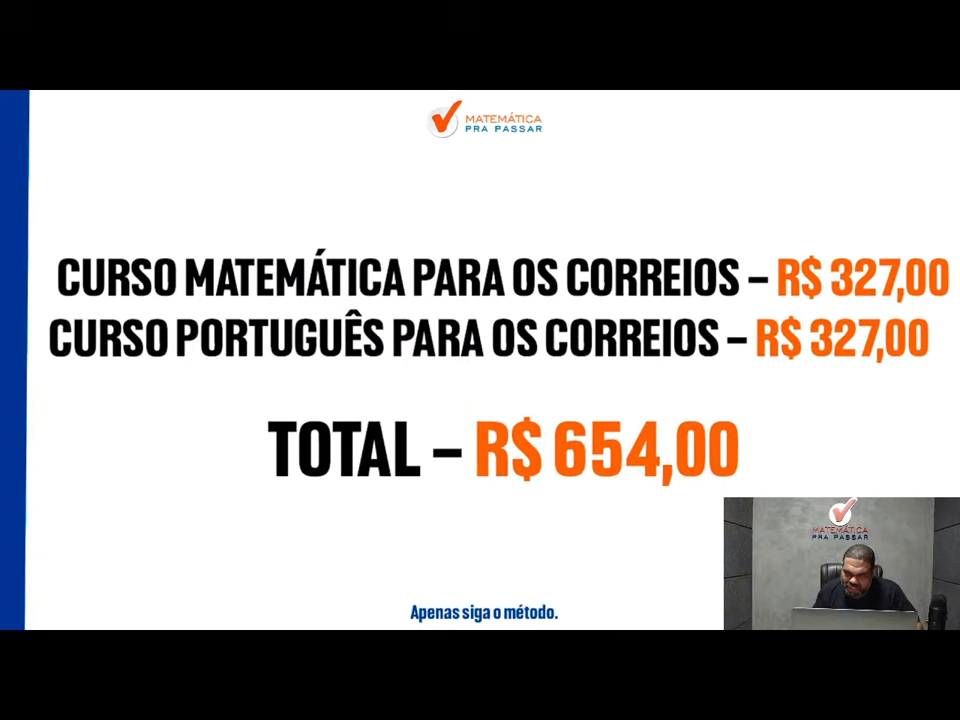 MATEMÁTICA
PRA PASSAR
CURSO MATEMÁTICA PARA OS CORREIOS – R$ 327,00
CURSO PORTUGUÊS PARA OS CORREIOS – R$ 327,00
TOTAL – R$ 654,00
MATEMÁTICA
PRA PASSAR
Apenas siga o método.